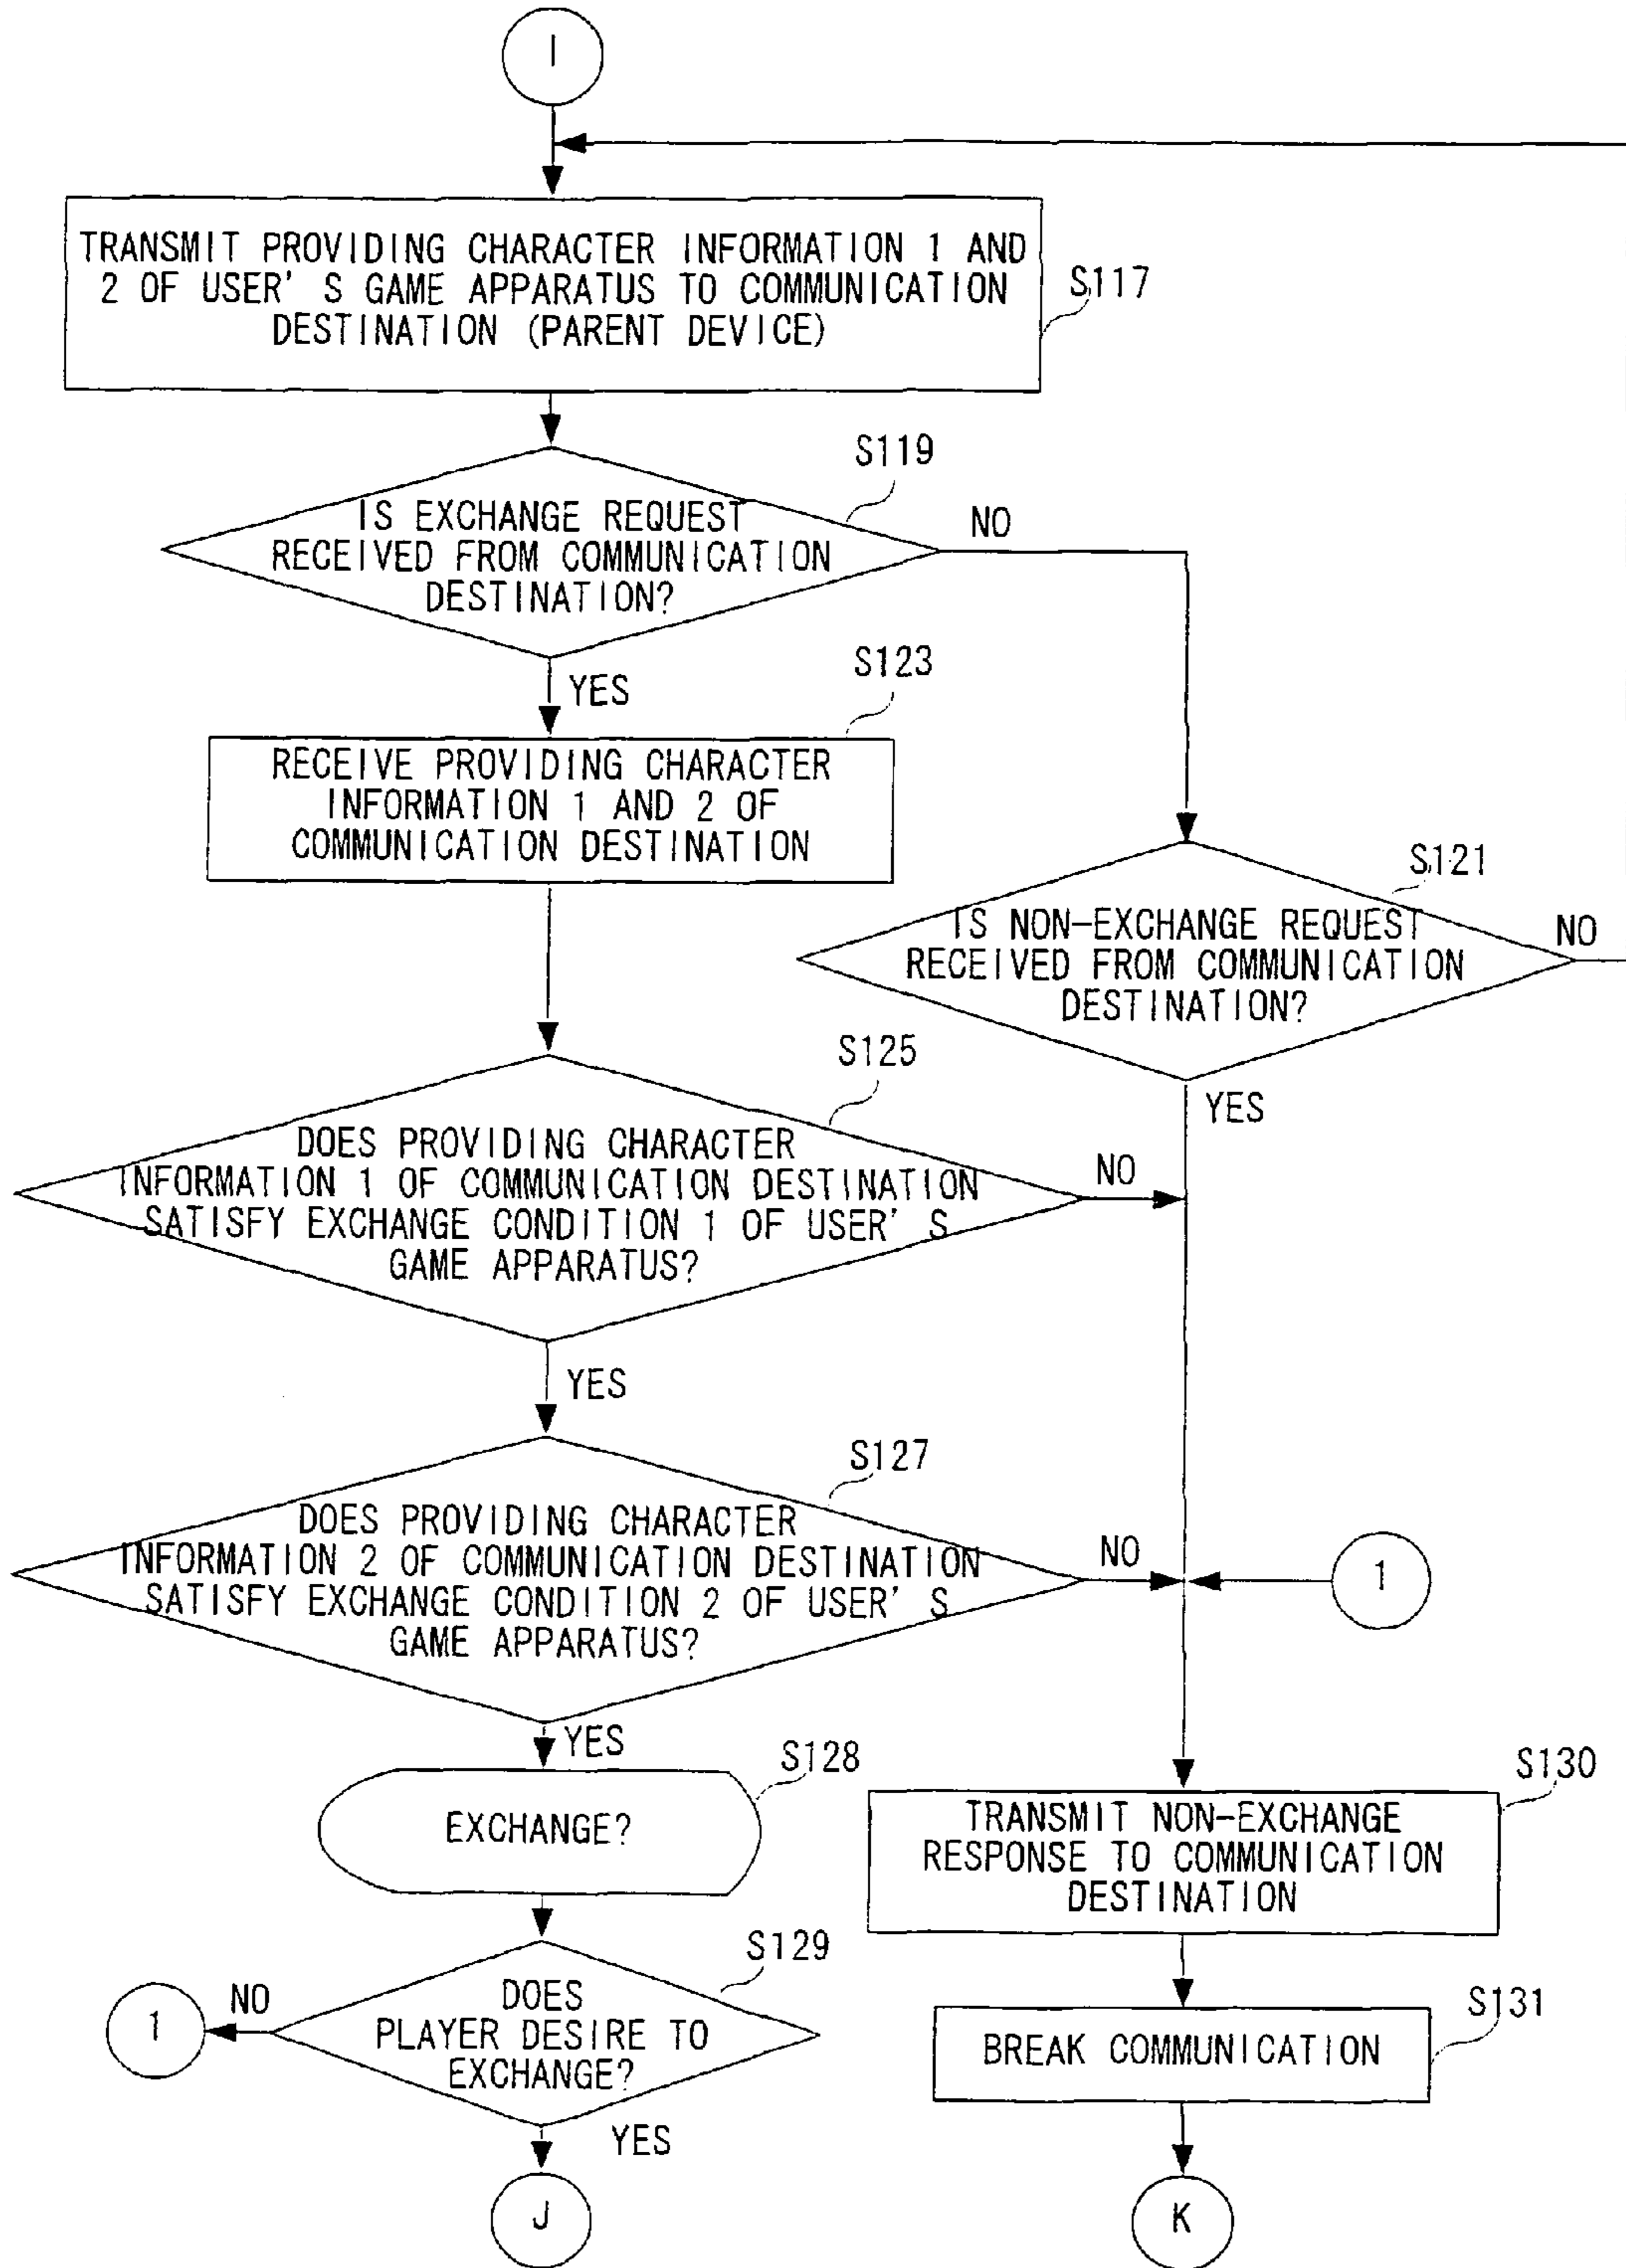 I
TRANSMIT PROVIDING CHARACTER INFORMATION 1 AND
2 OF USER'S GAME APPARATUS TO COMMUNICATION
DESTINATION (PARENT DEVICE)
S117
S119
IS EXCHANGE REQUEST
RECEIVED FROM COMMUNICATION
DESTINATION?
NO
YES
S123
RECEIVE PROVIDING CHARACTER
INFORMATION 1 AND 2 OF
COMMUNICATION DESTINATION
S121
IS NON-EXCHANGE REQUEST
RECEIVED FROM COMMUNICATION
DESTINATION?
NO
YES
S125
DOES PROVIDING CHARACTER
INFORMATION 1 OF COMMUNICATION DESTINATION
SATISFY EXCHANGE CONDITION 1 OF USER'S
GAME APPARATUS?
NO
YES
S127
DOES PROVIDING CHARACTER
INFORMATION 2 OF COMMUNICATION DESTINATION
SATISFY EXCHANGE CONDITION 2 OF USER'S
GAME APPARATUS?
NO
1
YES
S128
EXCHANGE?
S130
TRANSMIT NON-EXCHANGE
RESPONSE TO COMMUNICATION
DESTINATION
S129
DOES
PLAYER DESIRE TO
EXCHANGE?
NO
1
YES
S131
BREAK COMMUNICATION
J
K